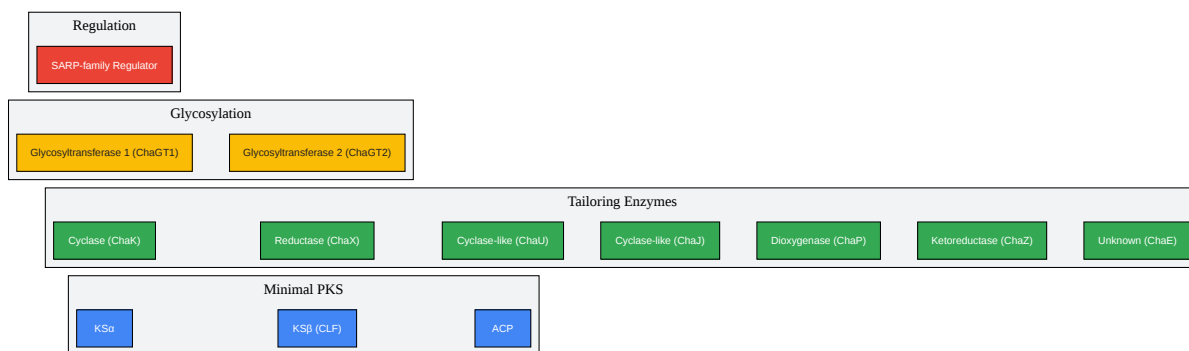 Regulation
SARP-family Regulator
Glycosylation
Glycosyltransferase 1 (ChaGT1)
Glycosyltransferase 2 (ChaGT2)
Tailoring Enzymes
Cyclase (ChaK)
Reductase (ChaX)
Cyclase-like (ChaU)
Cyclase-like (ChaJ)
Dioxygenase (ChaP)
Ketoreductase (ChaZ)
Unknown (ChaE)
Minimal PKS
KSα
KSβ (CLF)
ACP